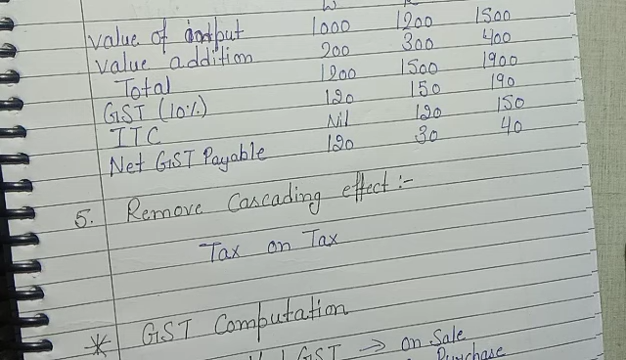 Value of input 1000 1200 1500
Value addition 200 300 400
Total 1200 1500 1900
GST (10%) 120 150 190
ITC Nil 120 150
Net GST Payable 120 30 40
5. Remove Cascading effect :-
Tax on Tax
* GST Computation
GST → on Sale
Purchase